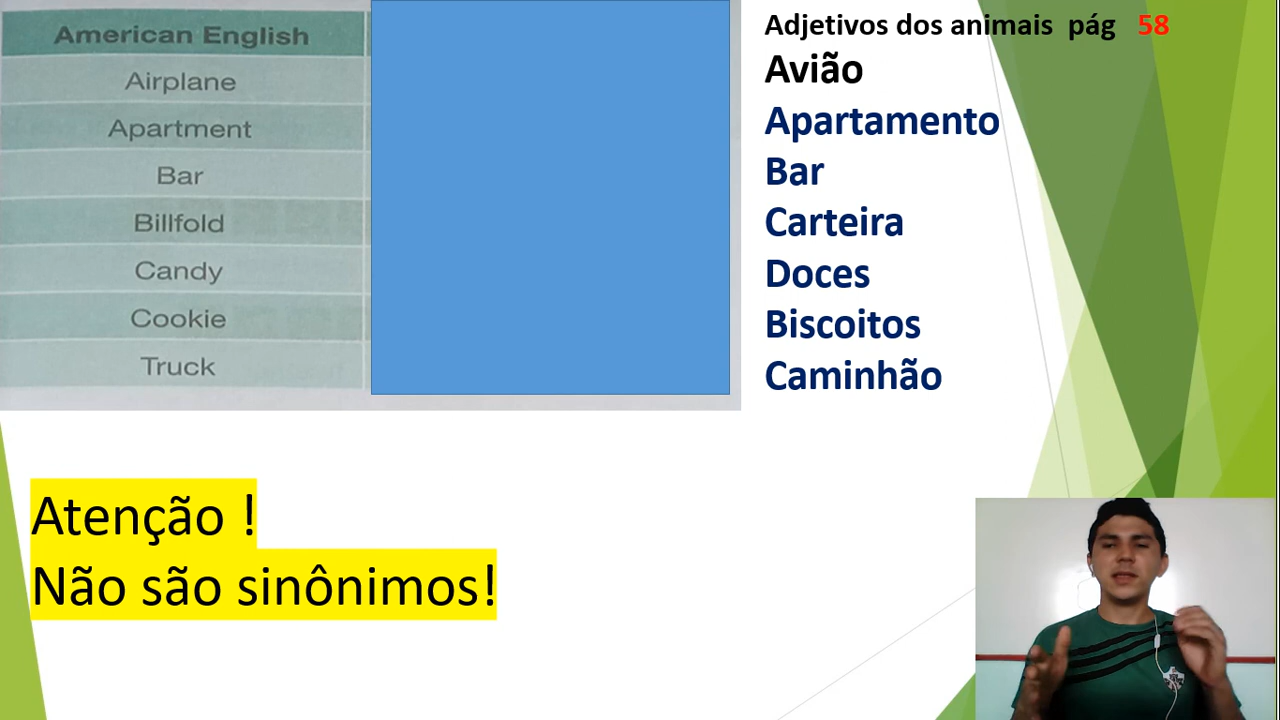 American English
Airplane
Apartment
Bar
Billfold
Candy
Cookie
Truck
Adjetivos dos animais pág 58
Avião
Apartamento
Bar
Carteira
Doces
Biscoitos
Caminhão
Atenção !
Não são sinônimos!